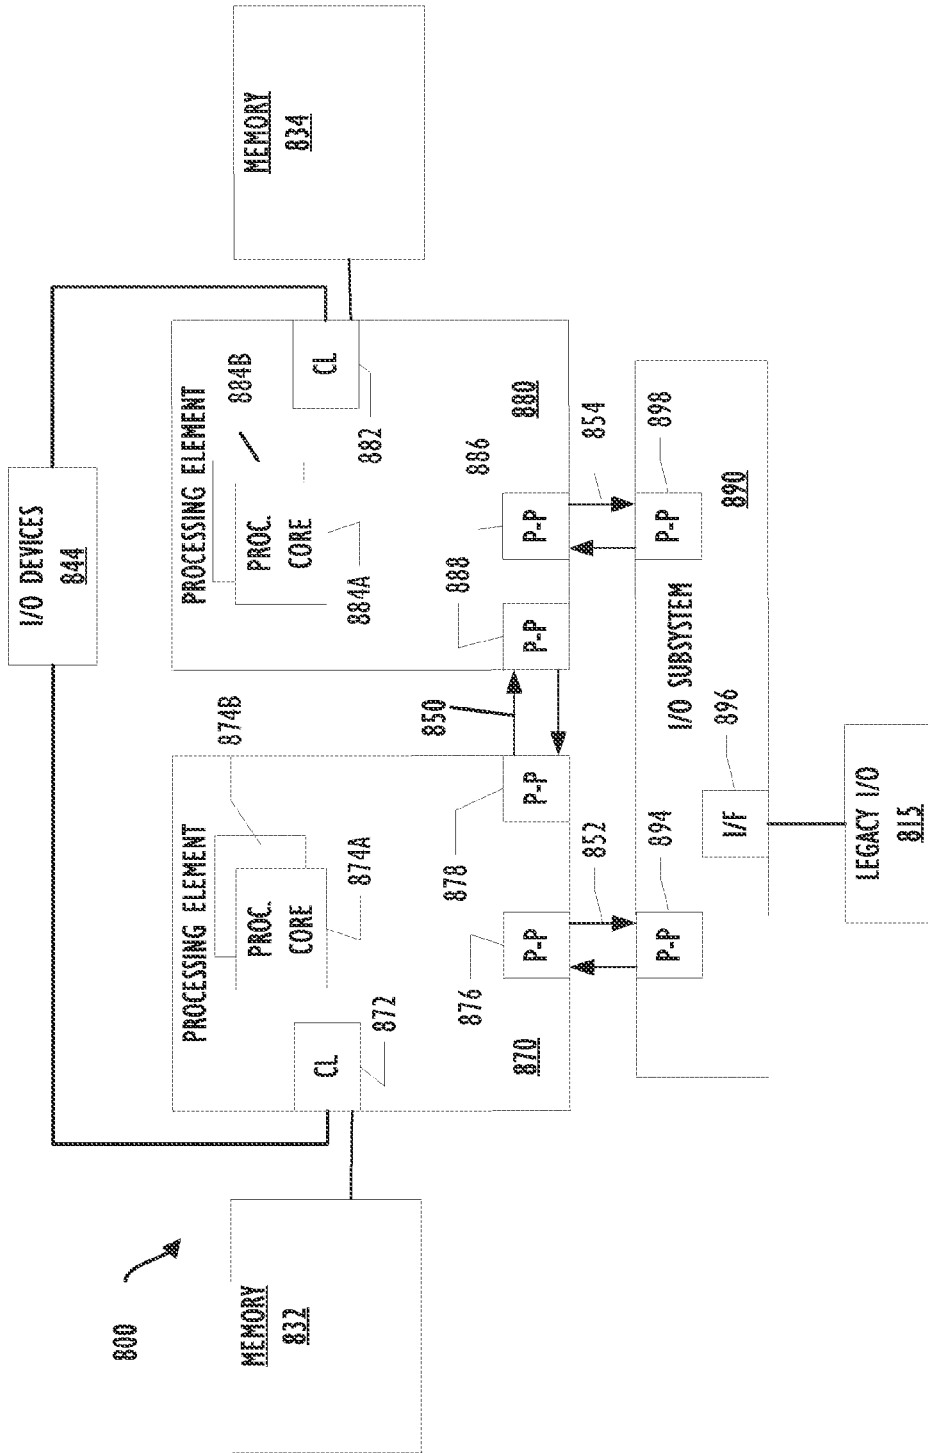 800
I/O DEVICES
844
MEMORY
832
MEMORY
834
PROCESSING ELEMENT
874B
PROC.
CORE
874A
CL
872
P-P
876
P-P
878
870
850
PROCESSING ELEMENT
884B
PROC.
CORE
884A
CL
882
P-P
888
P-P
886
880
852
854
P-P
894
I/O SUBSYSTEM
P-P
898
890
I/F
896
LEGACY I/O
815